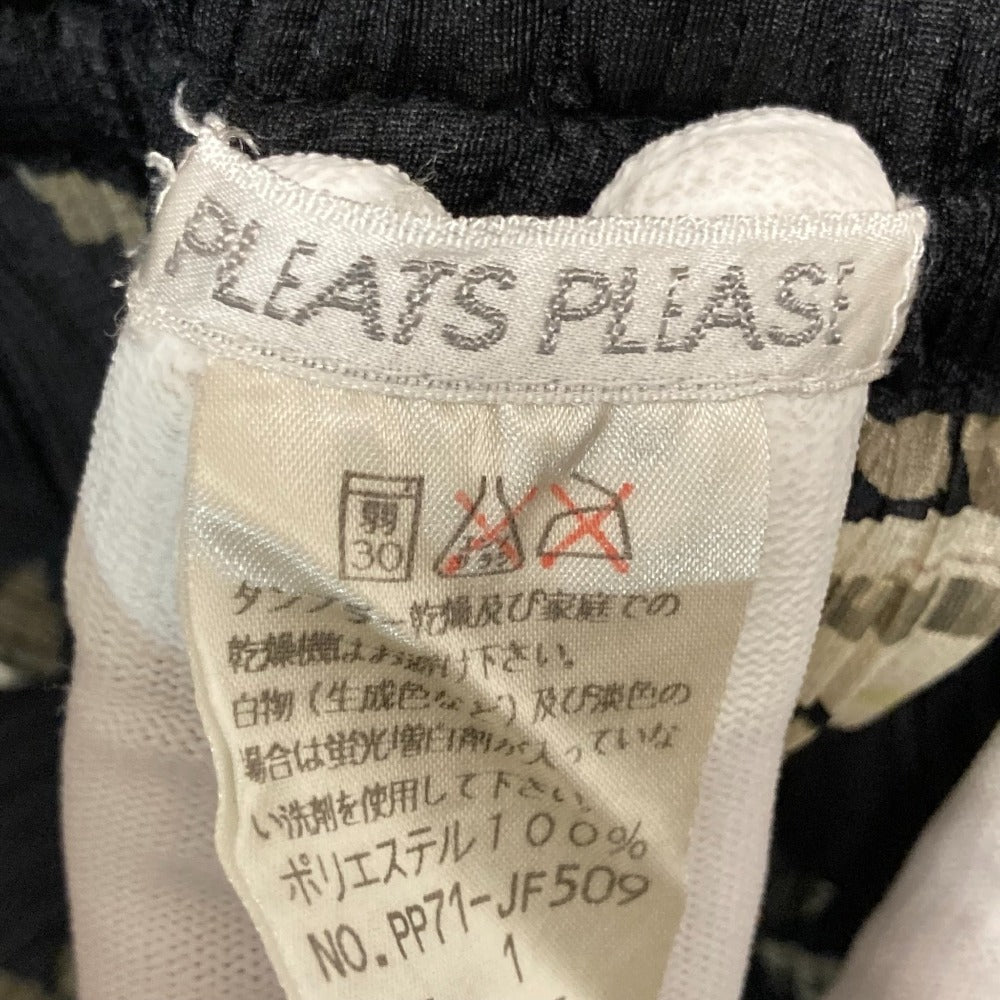 PLEATS PLEASE
弱
30
タンブラー乾燥及び家庭での
乾燥機はお避け下さい。
白物(生成色など)及び淡色の
場合は蛍光増白剤が入っていな
い洗剤を使用して下さい。
ポリエステル100%
NO.PP71-JF509
1